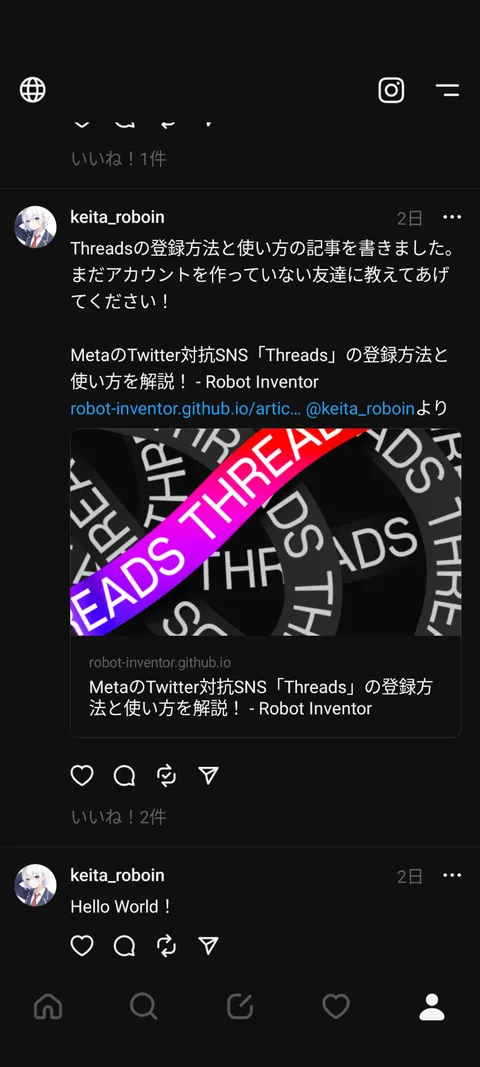 いいね！1件
keita_roboin
2日
Threadsの登録方法と使い方の記事を書きました。
まだアカウントを作っていない友達に教えてあげ
てください！
MetaのTwitter対抗SNS「Threads」の登録方法と
使い方を解説！ - Robot Inventor
robot-inventor.github.io/artic... @keita_roboinより
THREADS THREADS THREADS
READS THREAD
THREADS
robot-inventor.github.io
MetaのTwitter対抗SNS「Threads」の登録方
法と使い方を解説！ - Robot Inventor
いいね！2件
keita_roboin
2日
Hello World！